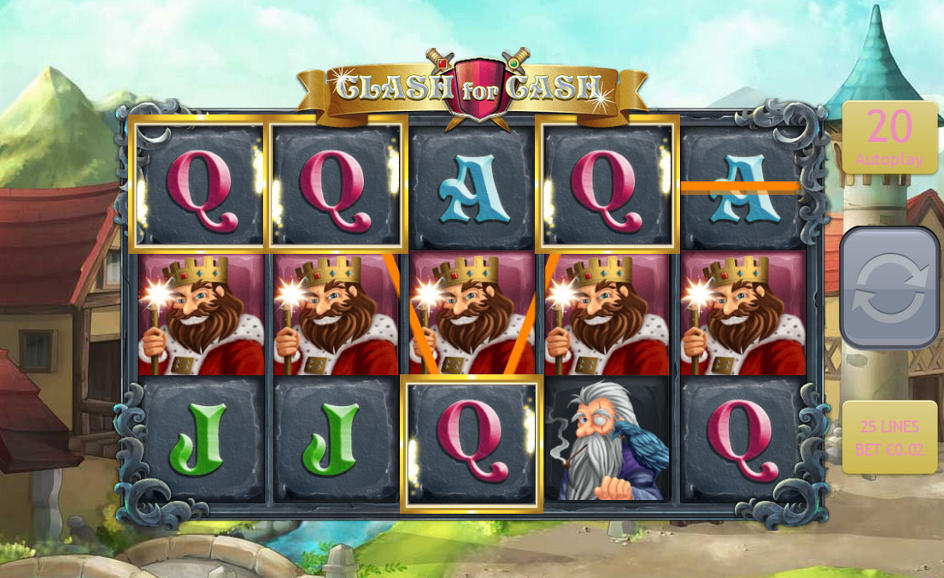 CLASH for CASH
20
Autoplay
Q Q A Q A
J J Q Q
25 LINES
BET €0.02